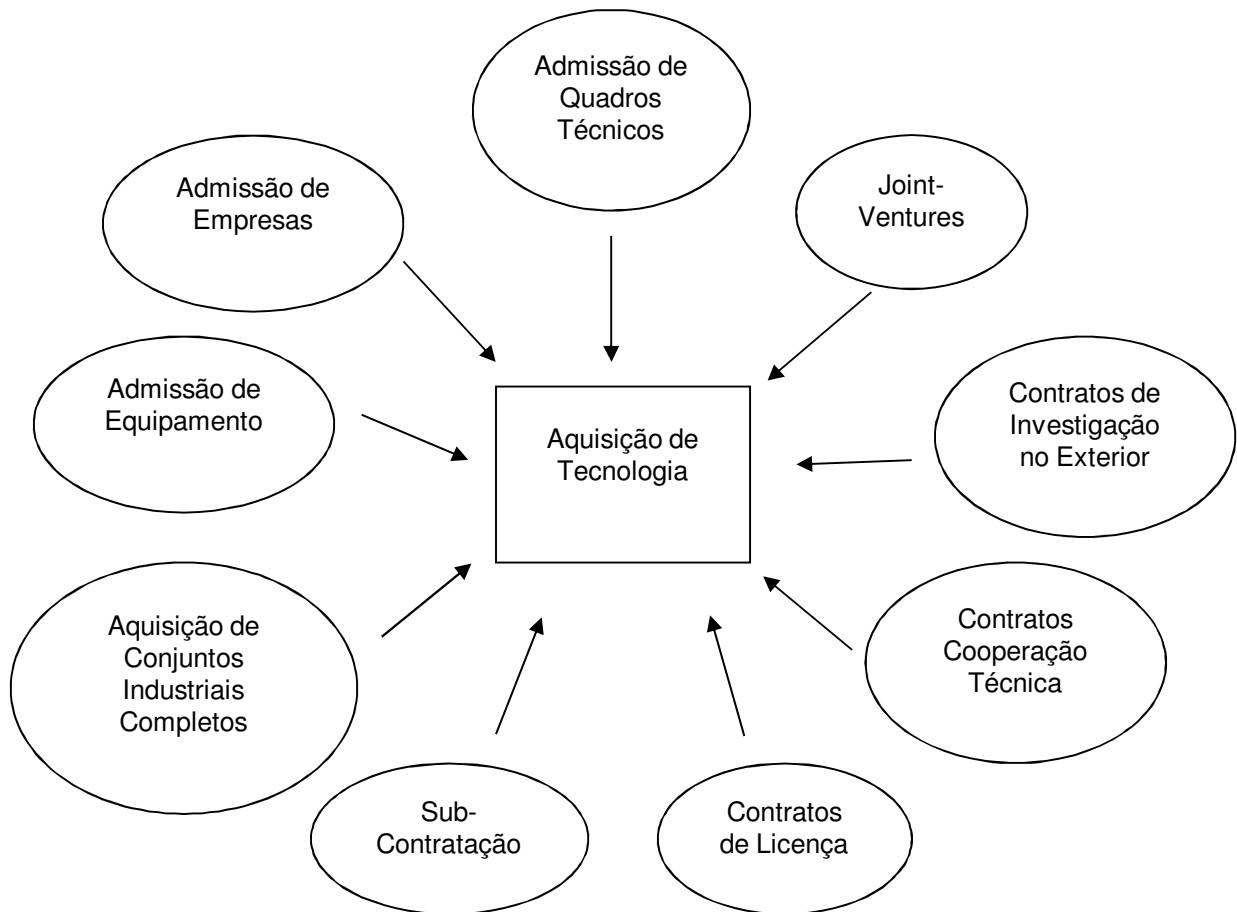 Admissão de
Quadros
Técnicos
Admissão de
Empresas
Joint-
Ventures
Admissão de
Equipamento
Contratos de
Investigação
no Exterior
Aquisição de
Tecnologia
Aquisição de
Conjuntos
Industriais
Completos
Contratos
Cooperação
Técnica
Sub-
Contratação
Contratos
de Licença